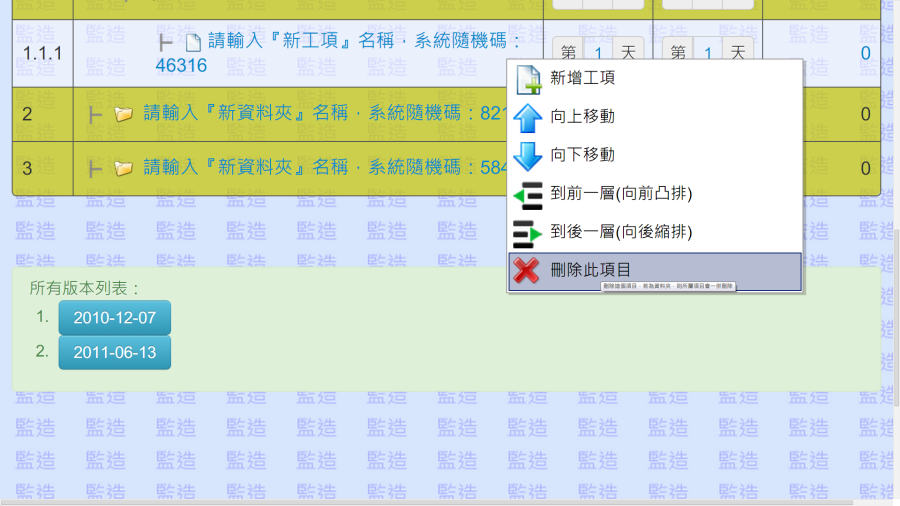 1.1.1
請輸入『新工項』名稱，系統隨機碼：
46316
第 1 天
第 1 天
0
2
請輸入『新資料夾』名稱，系統隨機碼：821
0
3
請輸入『新資料夾』名稱，系統隨機碼：584
0
新增工項
向上移動
向下移動
到前一層(向前凸排)
到後一層(向後縮排)
刪除此項目
所有版本列表：
1. 2010-12-07
2. 2011-06-13